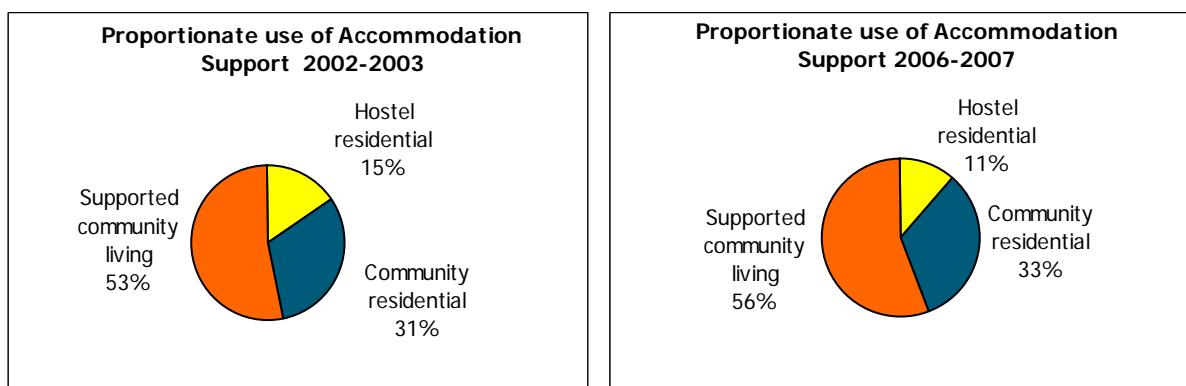 Proportionate use of Accommodation
Support 2002-2003
Hostel
residential
15%
Supported
community
living
53%
Community
residential
31%
Proportionate use of Accommodation
Support 2006-2007
Hostel
residential
11%
Supported
community
living
56%
Community
residential
33%